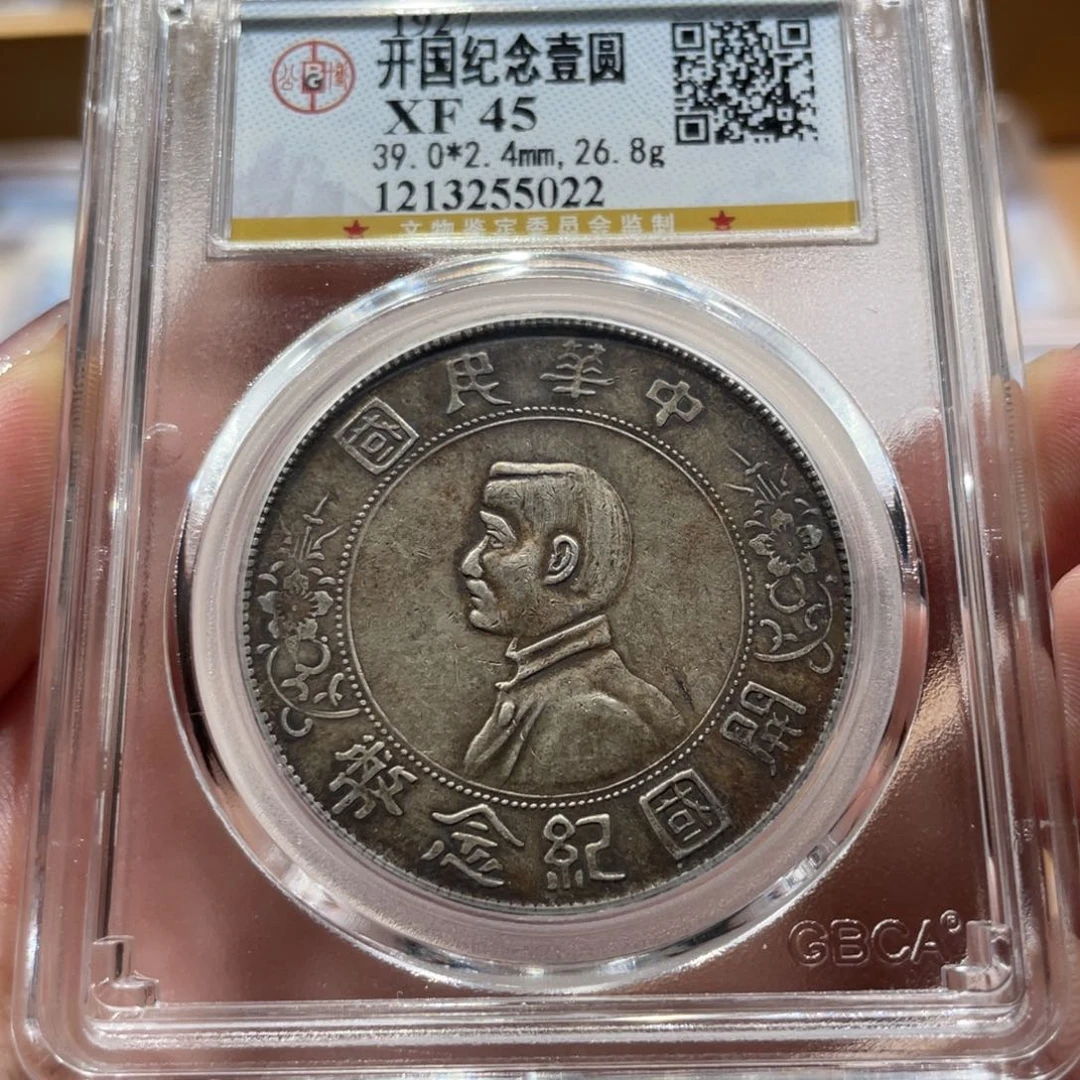 1927
开国纪念壹圆
XF 45
39.0*2.4mm,26.8g
1213255022
★ 文物鉴定委员会监制 ★
中華民國
開國紀念幣
GBCA®